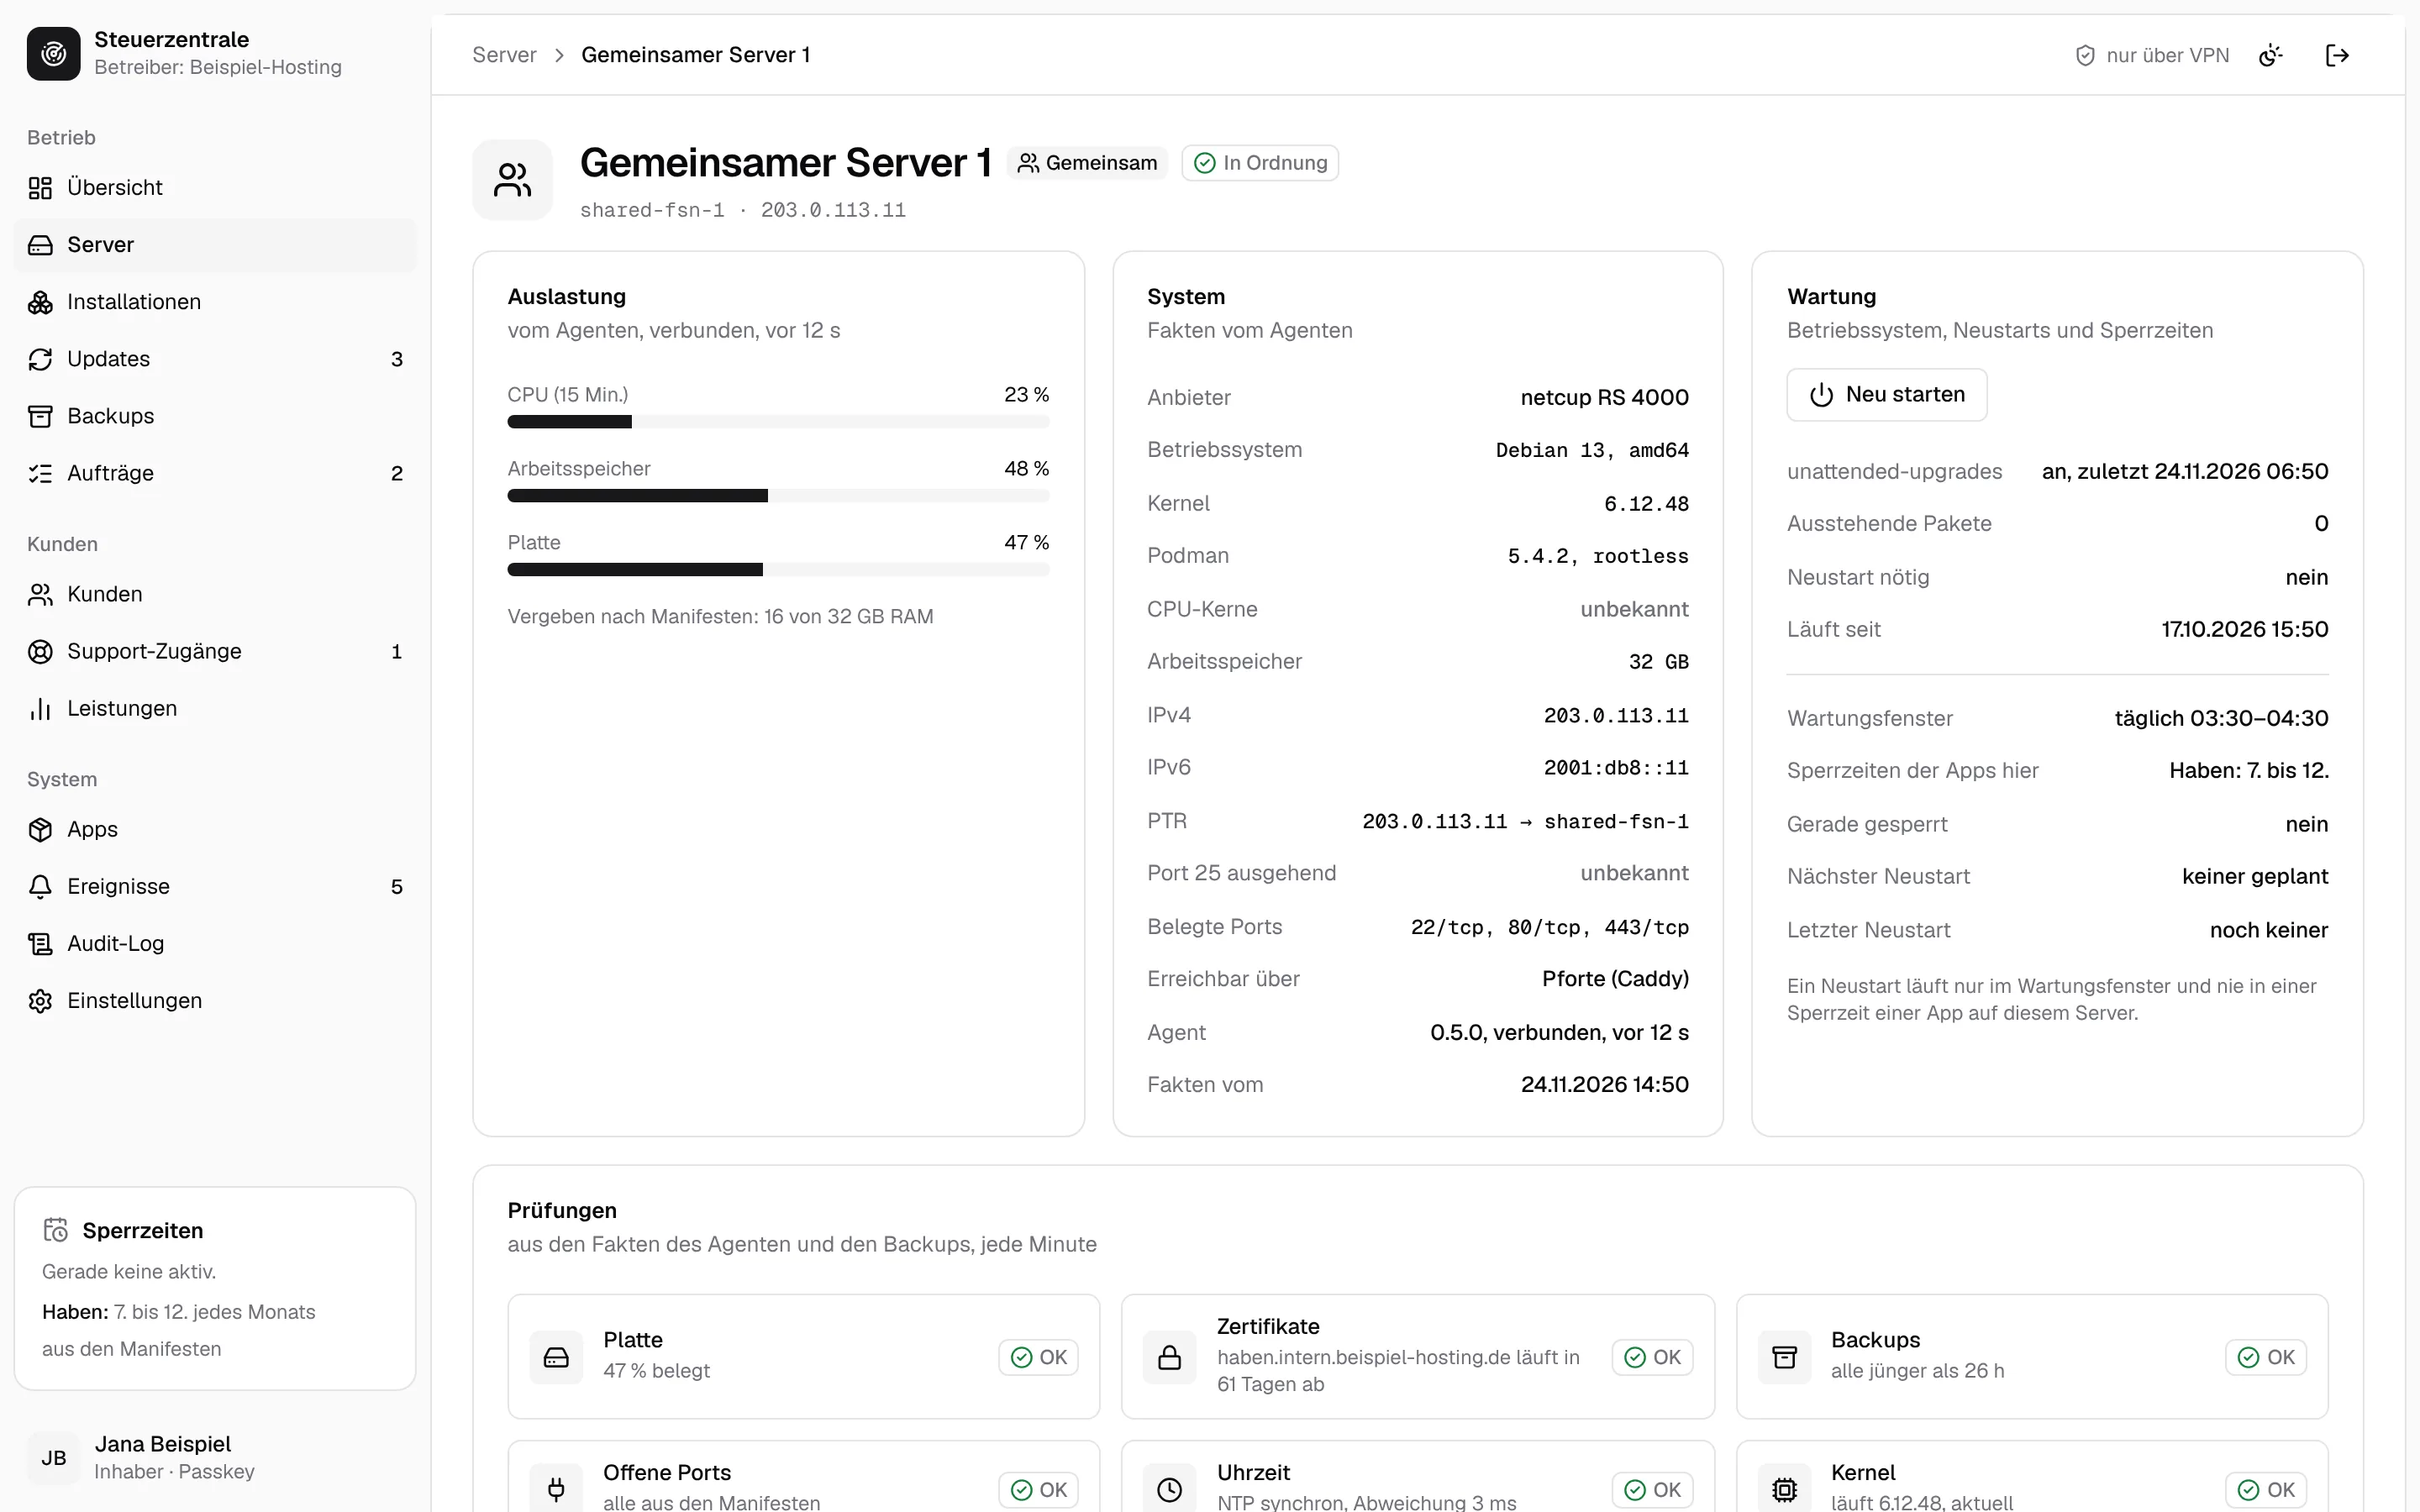 Steuerzentrale
Betreiber: Beispiel-Hosting
Betrieb
Übersicht
Server
Installationen
Updates 3
Backups
Aufträge 2
Kunden
Kunden
Support-Zugänge 1
Leistungen
System
Apps
Ereignisse 5
Audit-Log
Einstellungen
Sperrzeiten
Gerade keine aktiv.
Haben: 7. bis 12. jedes Monats
aus den Manifesten
JB
Jana Beispiel
Inhaber · Passkey
Server > Gemeinsamer Server 1
nur über VPN
Gemeinsamer Server 1 Gemeinsam In Ordnung
shared-fsn-1 · 203.0.113.11
Auslastung
vom Agenten, verbunden, vor 12 s
CPU (15 Min.) 23 %
Arbeitsspeicher 48 %
Platte 47 %
Vergeben nach Manifesten: 16 von 32 GB RAM
System
Fakten vom Agenten
Anbieter netcup RS 4000
Betriebssystem Debian 13, amd64
Kernel 6.12.48
Podman 5.4.2, rootless
CPU-Kerne unbekannt
Arbeitsspeicher 32 GB
IPv4 203.0.113.11
IPv6 2001:db8::11
PTR 203.0.113.11 → shared-fsn-1
Port 25 ausgehend unbekannt
Belegte Ports 22/tcp, 80/tcp, 443/tcp
Erreichbar über Pforte (Caddy)
Agent 0.5.0, verbunden, vor 12 s
Fakten vom 24.11.2026 14:50
Wartung
Betriebssystem, Neustarts und Sperrzeiten
Neu starten
unattended-upgrades an, zuletzt 24.11.2026 06:50
Ausstehende Pakete 0
Neustart nötig nein
Läuft seit 17.10.2026 15:50
Wartungsfenster täglich 03:30–04:30
Sperrzeiten der Apps hier Haben: 7. bis 12.
Gerade gesperrt nein
Nächster Neustart keiner geplant
Letzter Neustart noch keiner
Ein Neustart läuft nur im Wartungsfenster und nie in einer
Sperrzeit einer App auf diesem Server.
Prüfungen
aus den Fakten des Agenten und den Backups, jede Minute
Platte
47 % belegt
OK
Zertifikate
haben.intern.beispiel-hosting.de läuft in
61 Tagen ab
OK
Backups
alle jünger als 26 h
OK
Offene Ports
alle aus den Manifesten
OK
Uhrzeit
NTP synchron, Abweichung 3 ms
OK
Kernel
läuft 6.12.48, aktuell
OK